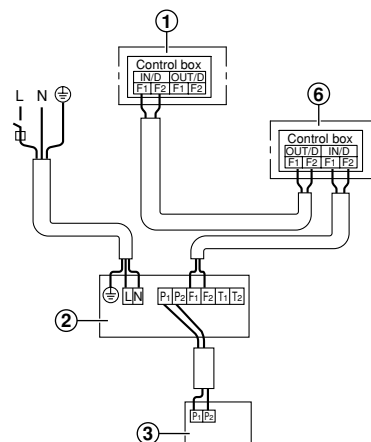 1
Control box
IN/D OUT/D
F1 F2 F1 F2
L N
6
Control box
OUT/D IN/D
F1 F2 F1 F2
L N P1 P2 F1 F2 T1 T2
2
P1 P2
3